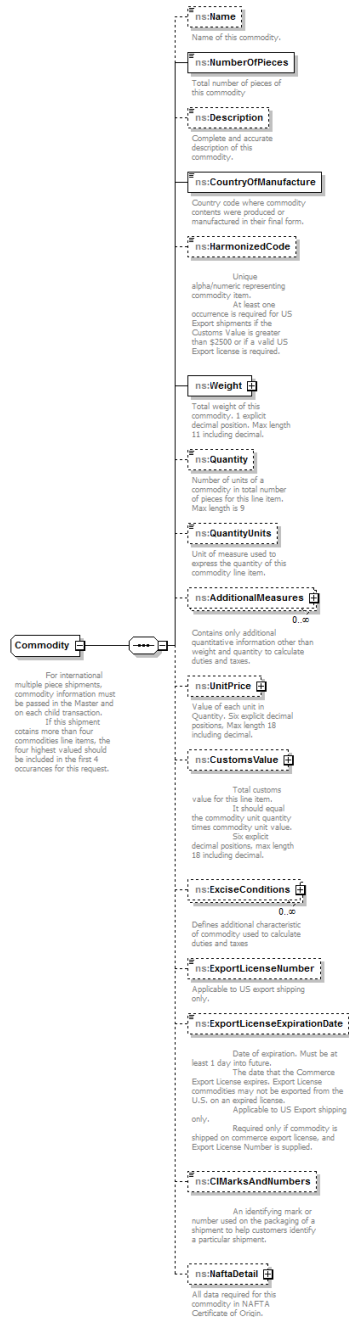 ns:Name
Name of this commodity.
ns:NumberOfPieces
Total number of pieces of
this commodity
ns:Description
Complete and accurate
description of this
commodity.
ns:CountryOfManufacture
Country code where commodity
contents were produced or
manufactured in their final form.
ns:HarmonizedCode
Unique
alpha/numeric representing
commodity item.
At least one
occurrence is required for US
Export shipments if the
Customs Value is greater
than $2500 or if a valid US
Export license is required.
ns:Weight
Total weight of this
commodity. 1 explicit
decimal position. Max length
11 including decimal.
ns:Quantity
Number of units of a
commodity in total number
of pieces for this line item.
Max length is 9
ns:QuantityUnits
Unit of measure used to
express the quantity of this
commodity line item.
ns:AdditionalMeasures
0..∞
Contains only additional
quantitative information other than
weight and quantity to calculate
duties and taxes.
Commodity
For international
multiple piece shipments,
commodity information must
be passed in the Master and
on each child transaction.
If this shipment
cotains more than four
commodities line items, the
four highest valued should
be included in the first 4
occurances for this request.
ns:UnitPrice
Value of each unit in
Quantity. Six explicit decimal
positions, Max length 18
including decimal.
ns:CustomsValue
Total customs
value for this line item.
It should equal
the commodity unit quantity
times commodity unit value.
Six explicit
decimal positions, max length
18 including decimal.
ns:ExciseConditions
0..∞
Defines additional characteristic
of commodity used to calculate
duties and taxes
ns:ExportLicenseNumber
Applicable to US export shipping
only.
ns:ExportLicenseExpirationDate
Date of expiration. Must be at
least 1 day into future.
The date that the Commerce
Export License expires. Export License
commodities may not be exported from the
U.S. on an expired license.
Applicable to US Export shipping
only.
Required only if commodity is
shipped on commerce export license, and
Export License Number is supplied.
ns:CIMarksAndNumbers
An identifying mark or
number used on the packaging of a
shipment to help customers identify
a particular shipment.
ns:NaftaDetail
All data required for this
commodity in NAFTA
Certificate of Origin.